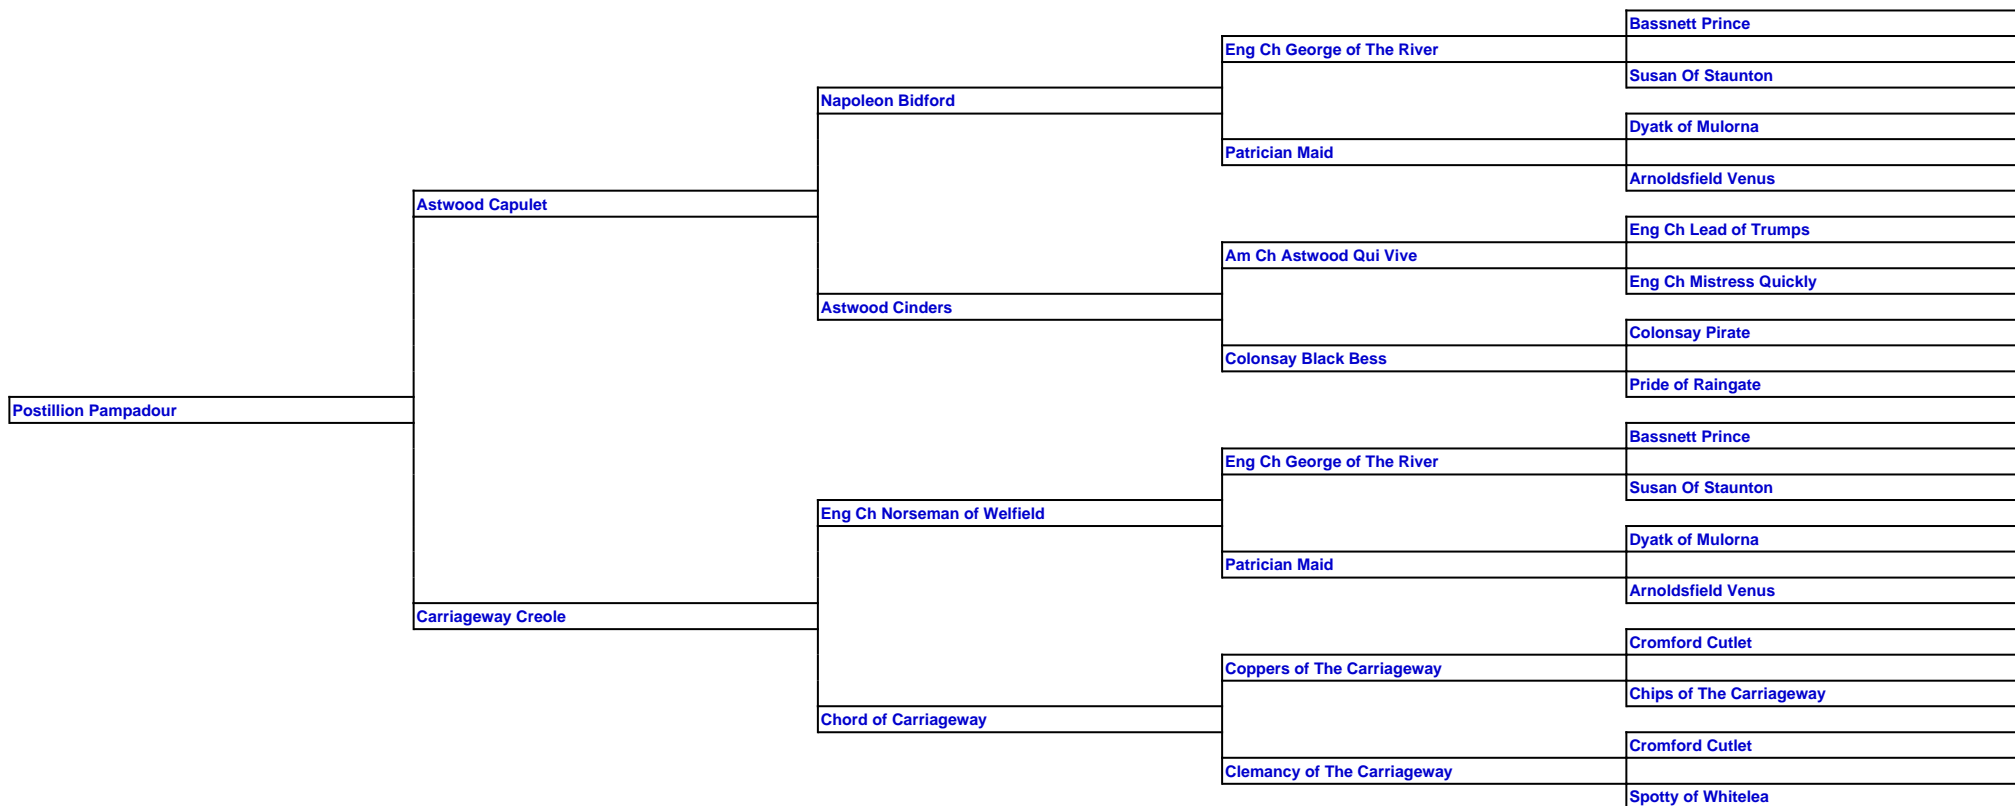 Bassnett Prince
Eng Ch George of The River
Susan Of Staunton
Napoleon Bidford
Dyatk of Mulorna
Patrician Maid
Arnoldsfield Venus
Astwood Capulet
Eng Ch Lead of Trumps
Am Ch Astwood Qui Vive
Eng Ch Mistress Quickly
Astwood Cinders
Colonsay Pirate
Colonsay Black Bess
Pride of Raingate
Postillion Pampadour
Bassnett Prince
Eng Ch George of The River
Susan Of Staunton
Eng Ch Norseman of Welfield
Dyatk of Mulorna
Patrician Maid
Arnoldsfield Venus
Carriageway Creole
Cromford Cutlet
Coppers of The Carriageway
Chips of The Carriageway
Chord of Carriageway
Cromford Cutlet
Clemancy of The Carriageway
Spotty of Whitelea